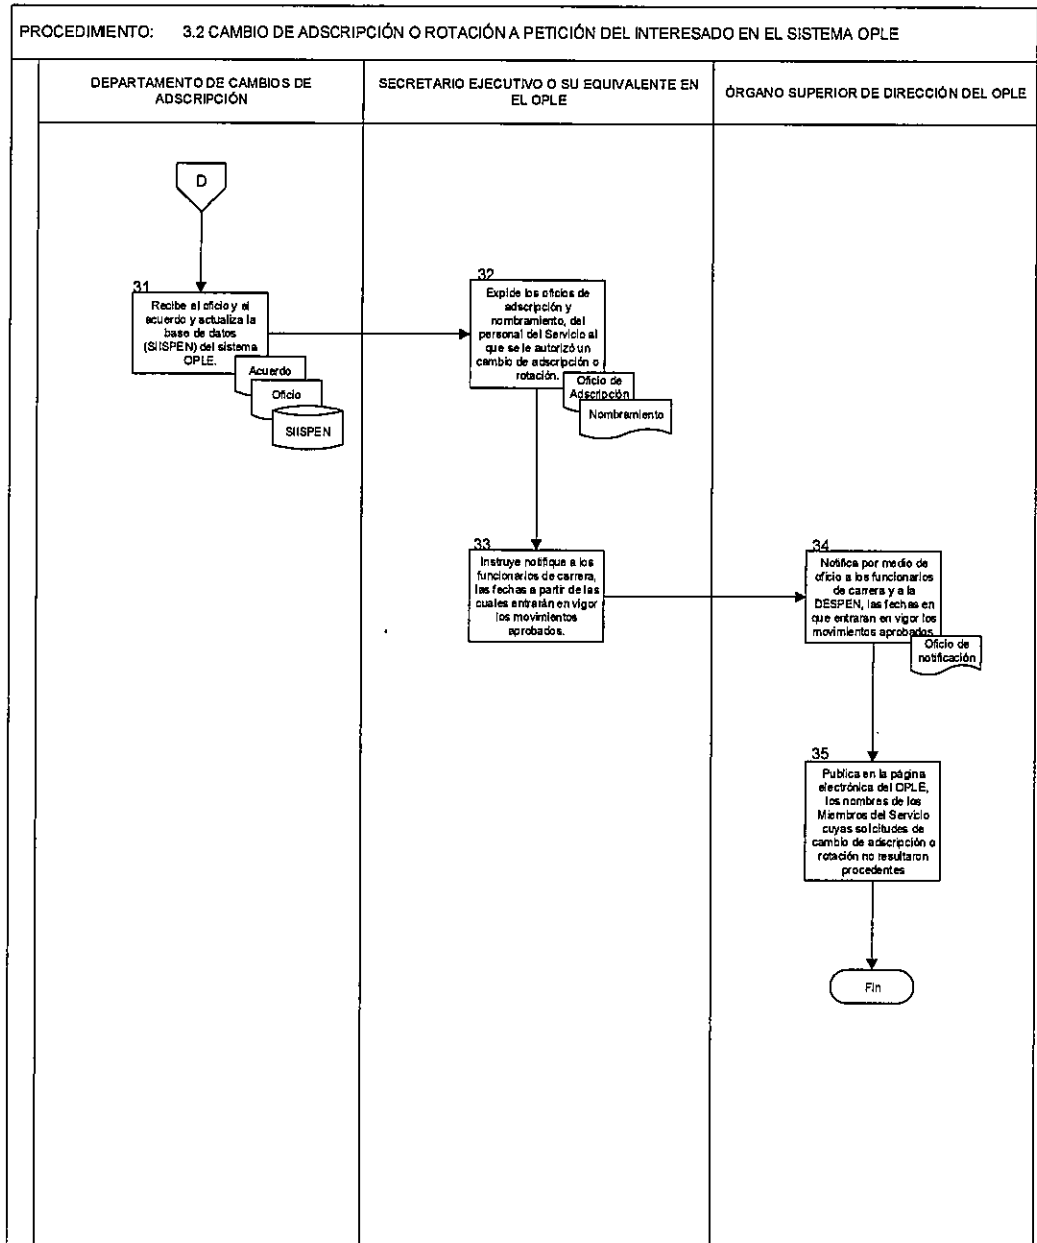 PROCEDIMIENTO: 3.2 CAMBIO DE ADSCRIPCIÓN O ROTACIÓN A PETICIÓN DEL INTERESADO EN EL SISTEMA OPLE
DEPARTAMENTO DE CAMBIOS DE
ADSCRIPCIÓN
SECRETARIO EJECUTIVO O SU EQUIVALENTE EN
EL OPLE
ÓRGANO SUPERIOR DE DIRECCIÓN DEL OPLE
D
31
Recibe el oficio y el
acuerdo y actualiza la
base de datos
(SIISPEN) del sistema
OPLE.
Acuerdo
Oficio
SIISPEN
32
Expide los oficios de
adscripción y
nombramiento, del
personal del Servicio al
que se le autorizó un
cambio de adscripción o
rotación.
Oficio de
Adscripción
Nombramiento
33
Instruye notifique a los
funcionarios de carrera,
las fechas a partir de las
cuales entrarán en vigor
los movimientos
aprobados.
34
Notifica por medio de
oficio a los funcionarios
de carrera y a la
DESPEN, las fechas en
que entraran en vigor los
movimientos aprobados
Oficio de
notificación
35
Publica en la página
electrónica del OPLE,
los nombres de los
Miembros del Servicio
cuyas solicitudes de
cambio de adscripción o
rotación no resultaron
procedentes
Fin